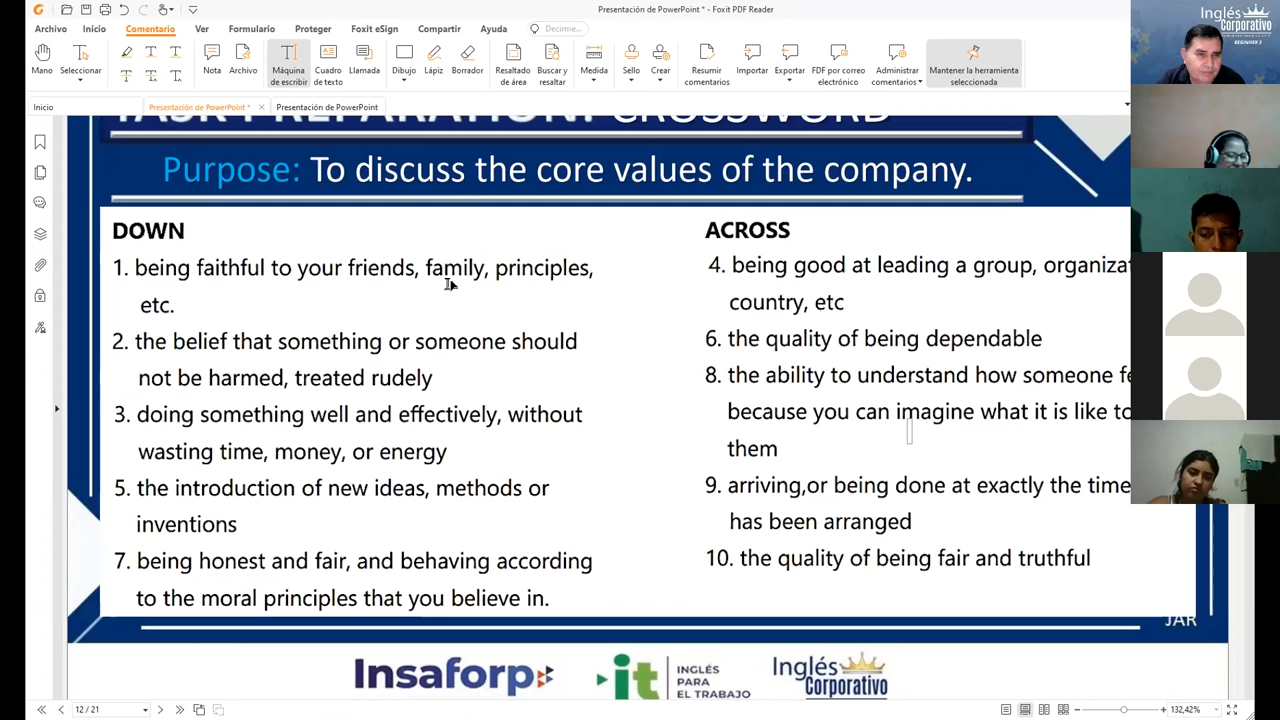 Presentación de PowerPoint * - Foxit PDF Reader
Archivo Inicio Comentario Ver Formulario Proteger Foxit eSign Compartir Ayuda Decirme...
Mano Seleccionar Nota Archivo Máquina de escribir Cuadro de texto Llamada Dibujo Lápiz Borrador Resaltado de área Buscar y resaltar Medida Sello Crear Resumir comentarios Importar Exportar PDF por correo electrónico Administrar comentarios Mantener la herramienta seleccionada
Inicio Presentación de PowerPoint * Presentación de PowerPoint
Inglés
Corporativo
BEGINNER 2
TASK PREPARATION: CROSSWORD
Purpose: To discuss the core values of the company.
DOWN
1. being faithful to your friends, family, principles,
etc.
2. the belief that something or someone should
not be harmed, treated rudely
3. doing something well and effectively, without
wasting time, money, or energy
5. the introduction of new ideas, methods or
inventions
7. being honest and fair, and behaving according
to the moral principles that you believe in.
ACROSS
4. being good at leading a group, organizat
country, etc
6. the quality of being dependable
8. the ability to understand how someone fe
because you can imagine what it is like to
them
9. arriving,or being done at exactly the time
has been arranged
10. the quality of being fair and truthful
JAR
Insaforp
it INGLÉS
PARA
EL TRABAJO
Inglés
Corporativo
12 / 21
132,42%